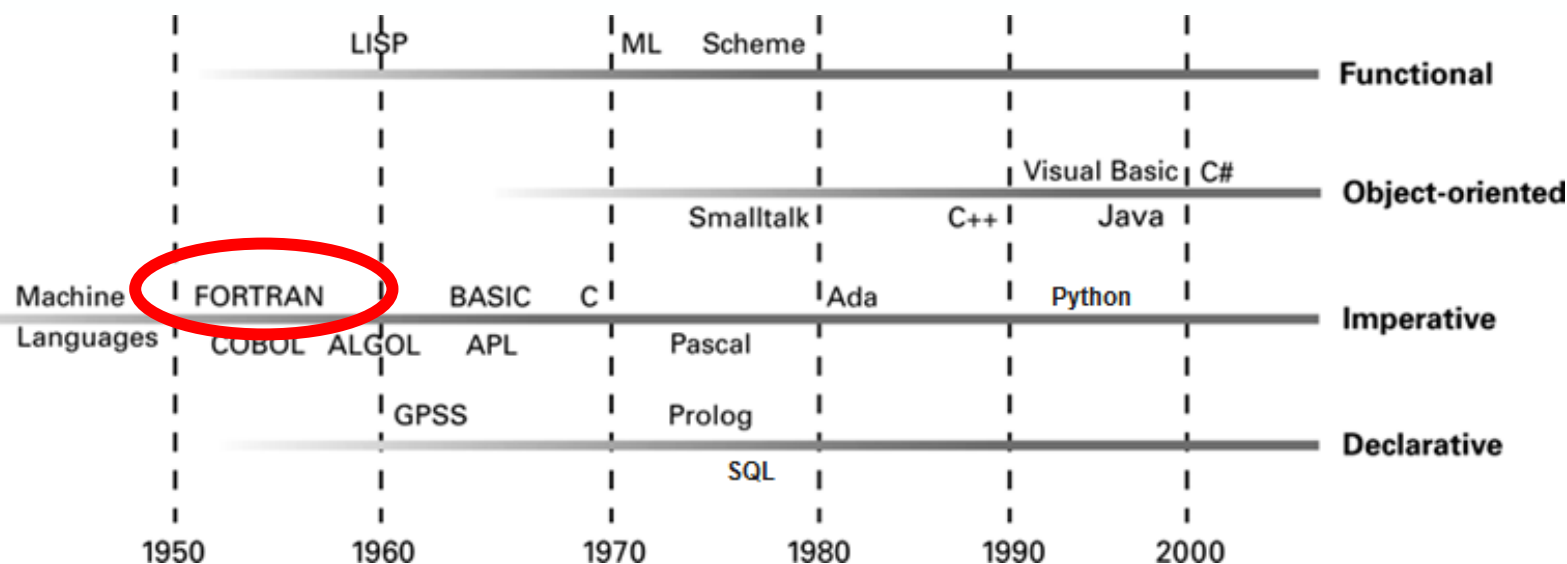 LISP ML Scheme
Functional
Visual Basic C#
Object-oriented
Smalltalk C++ Java
Machine FORTRAN BASIC C Ada Python
Imperative
Languages COBOL ALGOL APL Pascal
GPSS Prolog
Declarative
SQL
1950 1960 1970 1980 1990 2000